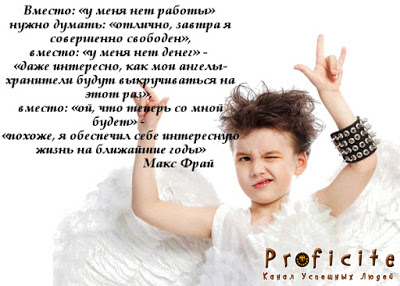 Вместо: «у меня нет работы»
нужно думать: «отлично, завтра я
совершенно свободен»,
вместо: «у меня нет денег» -
«даже интересно, как мои ангелы-
хранители будут выкручиваться на
этот раз»,
вместо: «ой, что теперь со мной
будет» -
«похоже, я обеспечил себе интересную
жизнь на ближайшие годы»
Макс Фрай
Proficite
Канал Успешных Людей